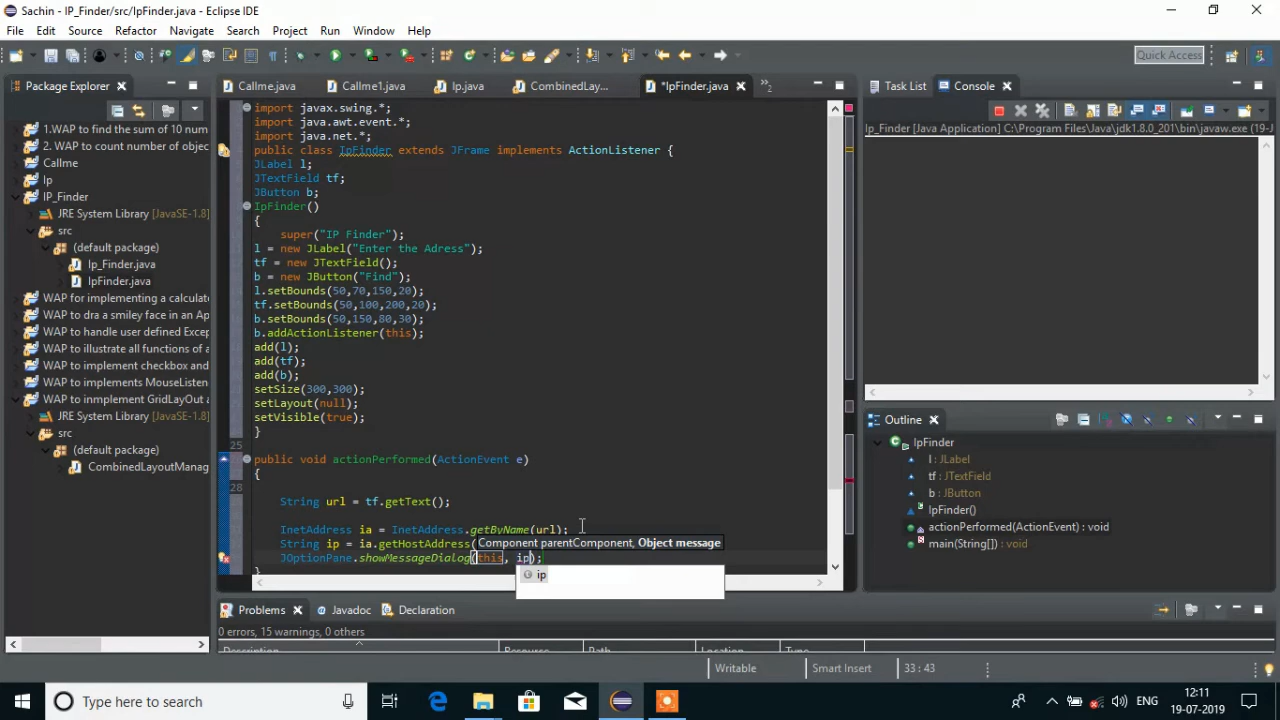 Sachin - IP_Finder/src/IpFinder.java - Eclipse IDE
File Edit Source Refactor Navigate Search Project Run Window Help
Quick Access
Package Explorer
Callme.java Callme1.java Ip.java CombinedLay... *IpFinder.java 2
Task List Console
1.WAP to find the sum of 10 num
2. WAP to count number of objec
Callme
Ip
IP_Finder
JRE System Library [JavaSE-1.8]
src
(default package)
Ip_Finder.java
IpFinder.java
WAP for implementing a calculat
WAP to dra a smiley face in an Ap
WAP to handle user defined Excep
WAP to illustrate all functions of a
WAP to implement checkbox and
WAP to implements MouseListen
WAP to innplement GridLayOut
JRE System Library [JavaSE-1.8]
src
(default package)
CombinedLayoutManag
import javax.swing.*;
import java.awt.event.*;
import java.net.*;
public class IpFinder extends JFrame implements ActionListener {
JLabel l;
JTextField tf;
JButton b;
IpFinder()
{
super("IP Finder");
l = new JLabel("Enter the Adress");
tf = new JTextField();
b = new JButton("Find");
l.setBounds(50,70,150,20);
tf.setBounds(50,100,200,20);
b.setBounds(50,150,80,30);
b.addActionListener(this);
add(l);
add(tf);
add(b);
setSize(300,300);
setLayout(null);
setVisible(true);
}
25
public void actionPerformed(ActionEvent e)
{
28
String url = tf.getText();
InetAddress ia = InetAddress.getByName(url);
String ip = ia.getHostAddress(
Component parentComponent, Object message
JOptionPane.showMessageDialog(this, ip);
}
ip
Ip_Finder [Java Application] C:\Program Files\Java\jdk1.8.0_201\bin\javaw.exe (19-J
Outline
IpFinder
l : JLabel
tf : JTextField
b : JButton
IpFinder()
actionPerformed(ActionEvent) : void
main(String[]) : void
Problems Javadoc Declaration
0 errors, 15 warnings, 0 others
Description Resource Path Location Type
Writable Smart Insert 33 : 43
Type here to search
ENG
12:11
19-07-2019